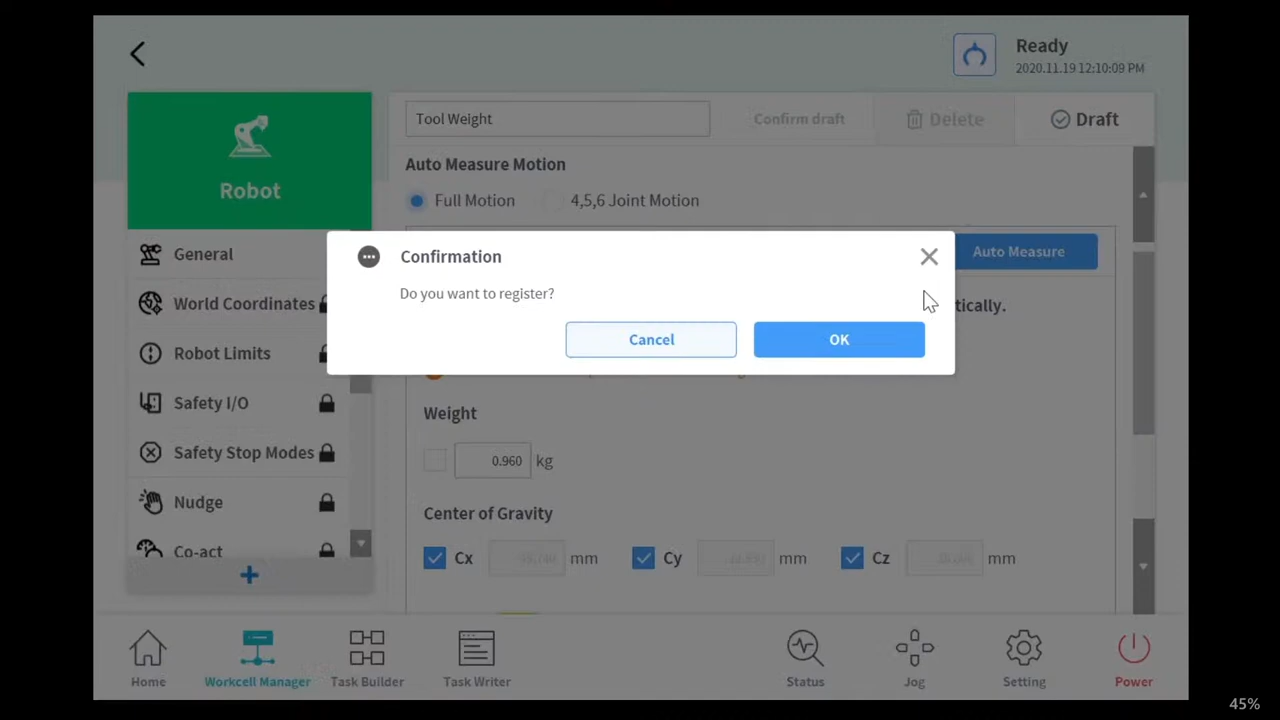 Ready
2020.11.19 12:10:09 PM
Robot
Tool Weight
Confirm draft
Delete
Draft
Auto Measure Motion
Full Motion
4,5,6 Joint Motion
General
World Coordinates
Robot Limits
Safety I/O
Safety Stop Modes
Nudge
Co-act
Confirmation
Do you want to register?
Cancel
OK
Auto Measure
tically.
Weight
0.960 kg
Center of Gravity
Cx mm
Cy mm
Cz mm
Home
Workcell Manager
Task Builder
Task Writer
Status
Jog
Setting
Power
45%